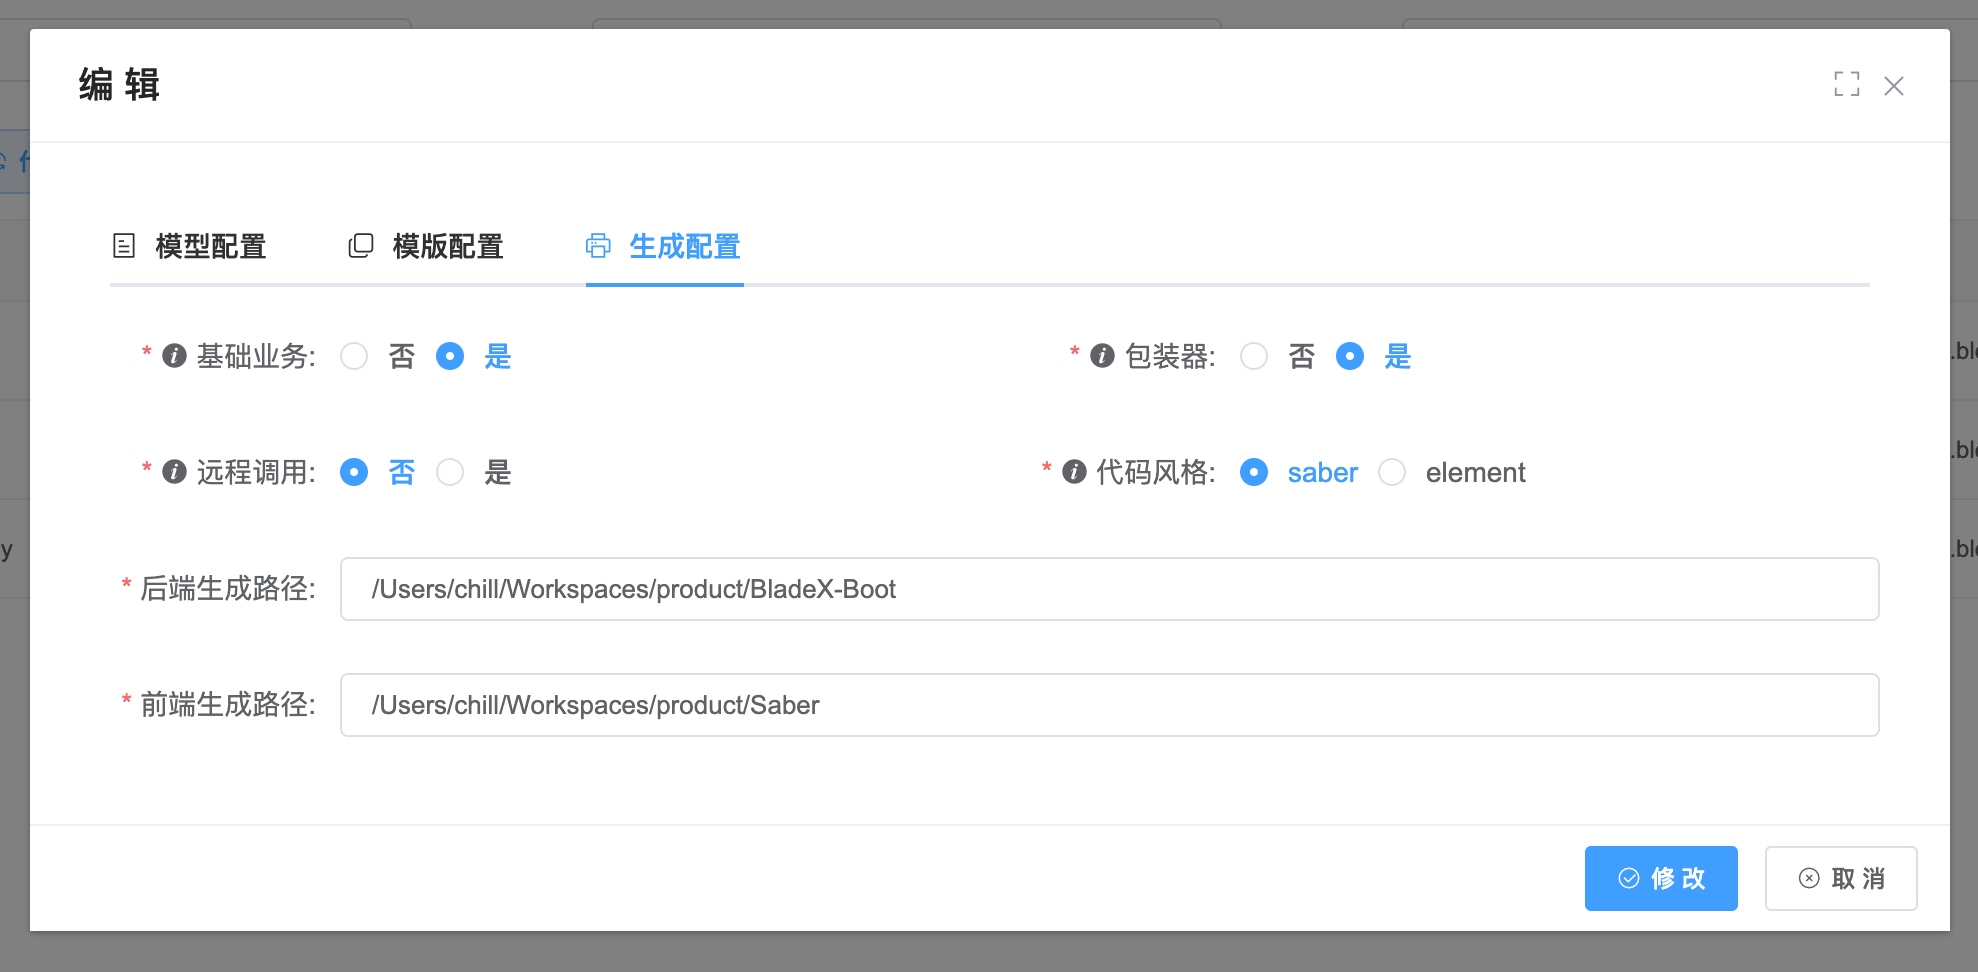 编 辑
模型配置 模版配置 生成配置
* 基础业务: 否 是 * 包装器: 否 是
* 远程调用: 否 是 * 代码风格: saber element
* 后端生成路径: /Users/chill/Workspaces/product/BladeX-Boot
* 前端生成路径: /Users/chill/Workspaces/product/Saber
修 改 取 消